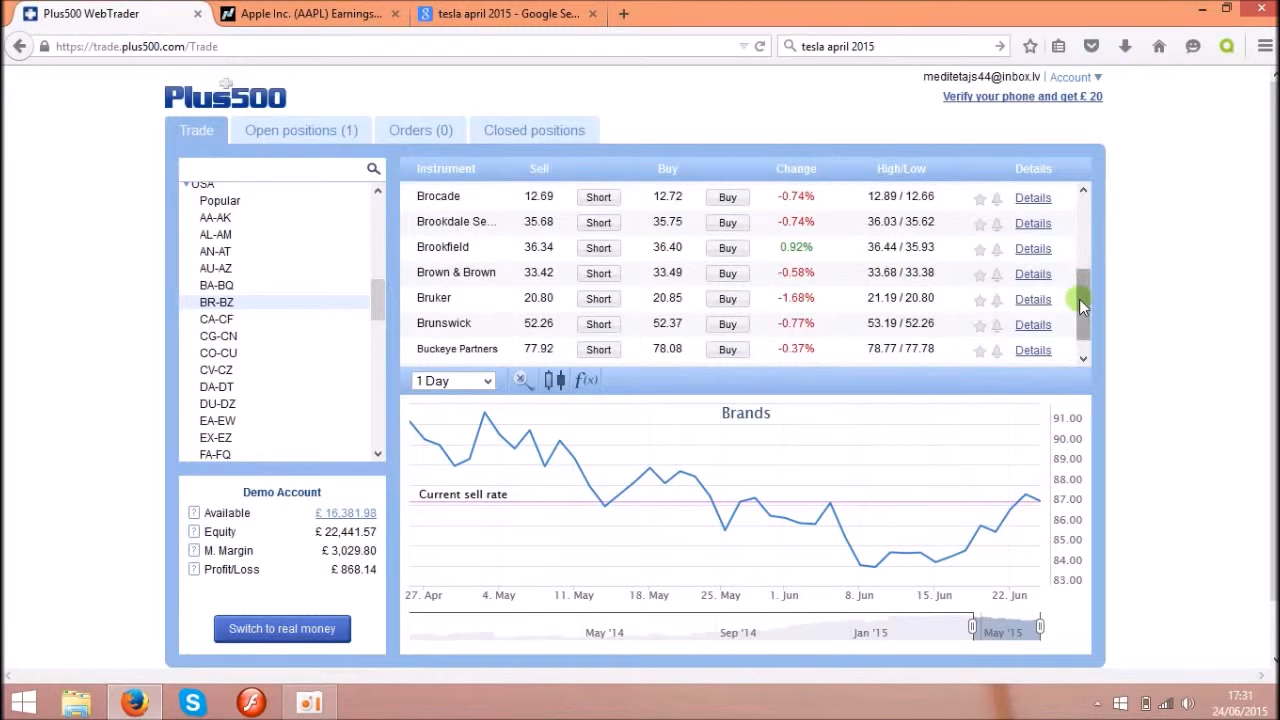 Plus500 WebTrader
Apple Inc. (AAPL) Earnings...
tesla april 2015 - Google Se...
https://trade.plus500.com/Trade
tesla april 2015
meditetajs44@inbox.lv | Account
Plus500
Verify your phone and get £ 20
Trade
Open positions (1)
Orders (0)
Closed positions
Instrument Sell Buy Change High/Low Details
USA
Popular
AA-AK
AL-AM
AN-AT
AU-AZ
BA-BQ
BR-BZ
CA-CF
CG-CN
CO-CU
CV-CZ
DA-DT
DU-DZ
EA-EW
EX-EZ
FA-FQ
Brocade 12.69 Short 12.72 Buy -0.74% 12.89 / 12.66 Details
Brookdale Se... 35.68 Short 35.75 Buy -0.74% 36.03 / 35.62 Details
Brookfield 36.34 Short 36.40 Buy 0.92% 36.44 / 35.93 Details
Brown & Brown 33.42 Short 33.49 Buy -0.58% 33.68 / 33.38 Details
Bruker 20.80 Short 20.85 Buy -1.68% 21.19 / 20.80 Details
Brunswick 52.26 Short 52.37 Buy -0.77% 53.19 / 52.26 Details
Buckeye Partners 77.92 Short 78.08 Buy -0.37% 78.77 / 77.78 Details
1 Day f(x)
Brands
Current sell rate
91.00
90.00
89.00
88.00
87.00
86.00
85.00
84.00
83.00
27. Apr 4. May 11. May 18. May 25. May 1. Jun 8. Jun 15. Jun 22. Jun
May '14 Sep '14 Jan '15 May '15
Demo Account
? Available £ 16,381.98
? Equity £ 22,441.57
? M. Margin £ 3,029.80
? Profit/Loss £ 868.14
Switch to real money
17:31
24/06/2015